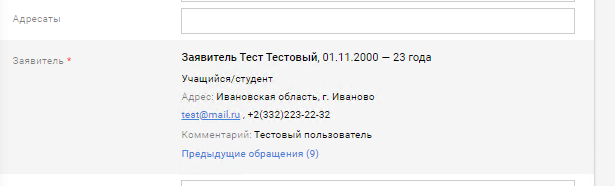 Адресаты
Заявитель *
Заявитель Тест Тестовый, 01.11.2000 — 23 года
Учащийся/студент
Адрес: Ивановская область, г. Иваново
test@mail.ru , +2(332)223-22-32
Комментарий: Тестовый пользователь
Предыдущие обращения (9)